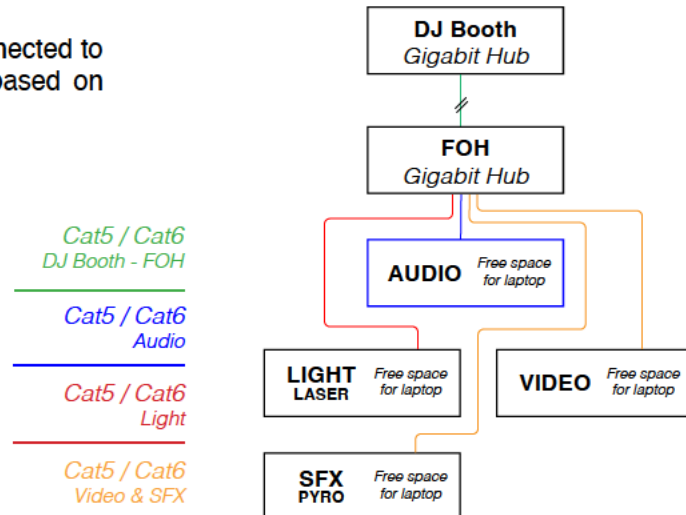 nected to
based on
DJ Booth
Gigabit Hub
FOH
Gigabit Hub
Cat5 / Cat6
DJ Booth - FOH
Cat5 / Cat6
Audio
Cat5 / Cat6
Light
Cat5 / Cat6
Video & SFX
AUDIO
Free space
for laptop
LIGHT
LASER
Free space
for laptop
VIDEO
Free space
for laptop
SFX
PYRO
Free space
for laptop